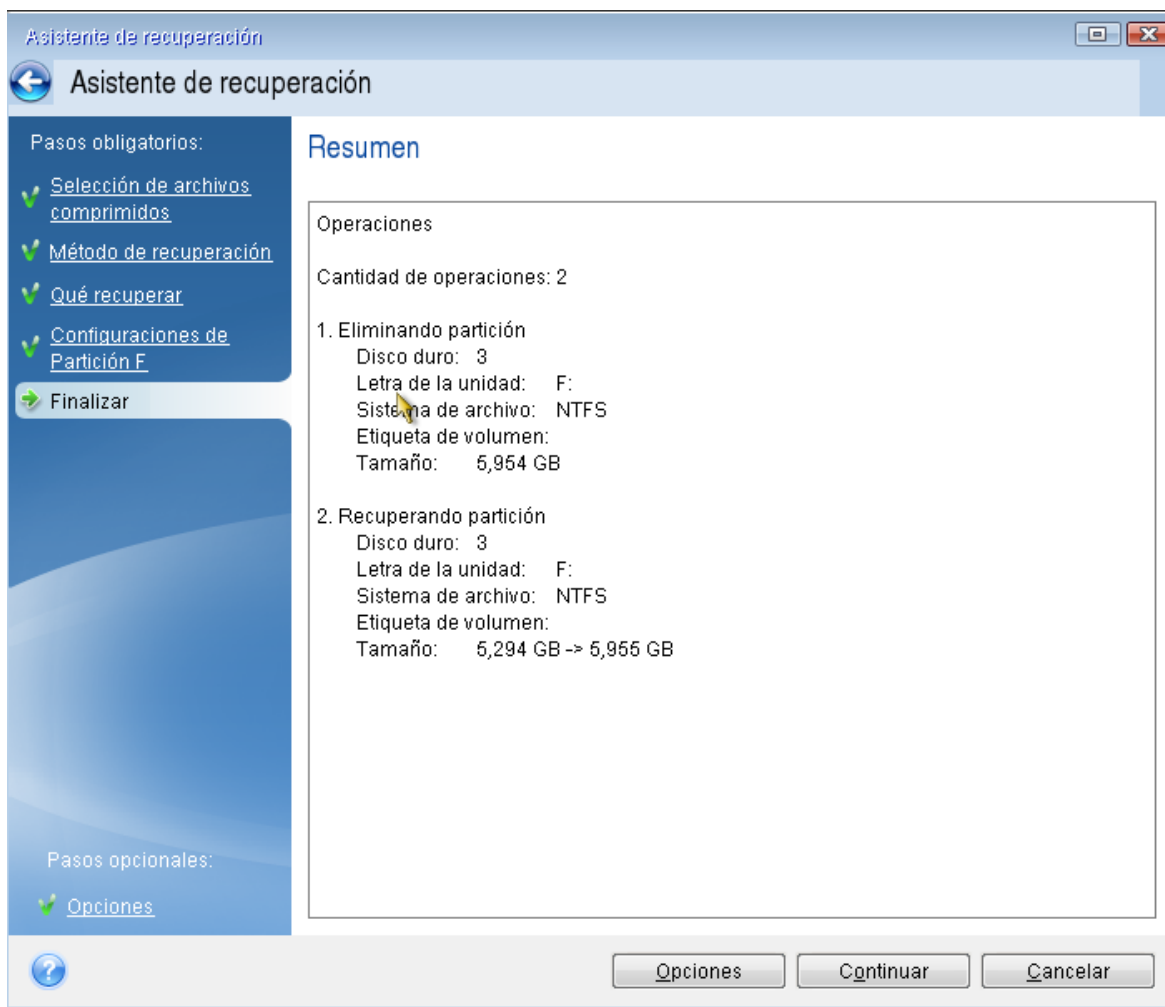 Asistente de recuperación
Asistente de recuperación
Pasos obligatorios:
Selección de archivos
comprimidos
Método de recuperación
Qué recuperar
Configuraciones de
Partición F
Finalizar
Pasos opcionales:
Opciones
Resumen
Operaciones
Cantidad de operaciones: 2
1. Eliminando partición
Disco duro: 3
Letra de la unidad: F:
Sistema de archivo: NTFS
Etiqueta de volumen:
Tamaño: 5,954 GB
2. Recuperando partición
Disco duro: 3
Letra de la unidad: F:
Sistema de archivo: NTFS
Etiqueta de volumen:
Tamaño: 5,294 GB -> 5,955 GB
Opciones
Continuar
Cancelar